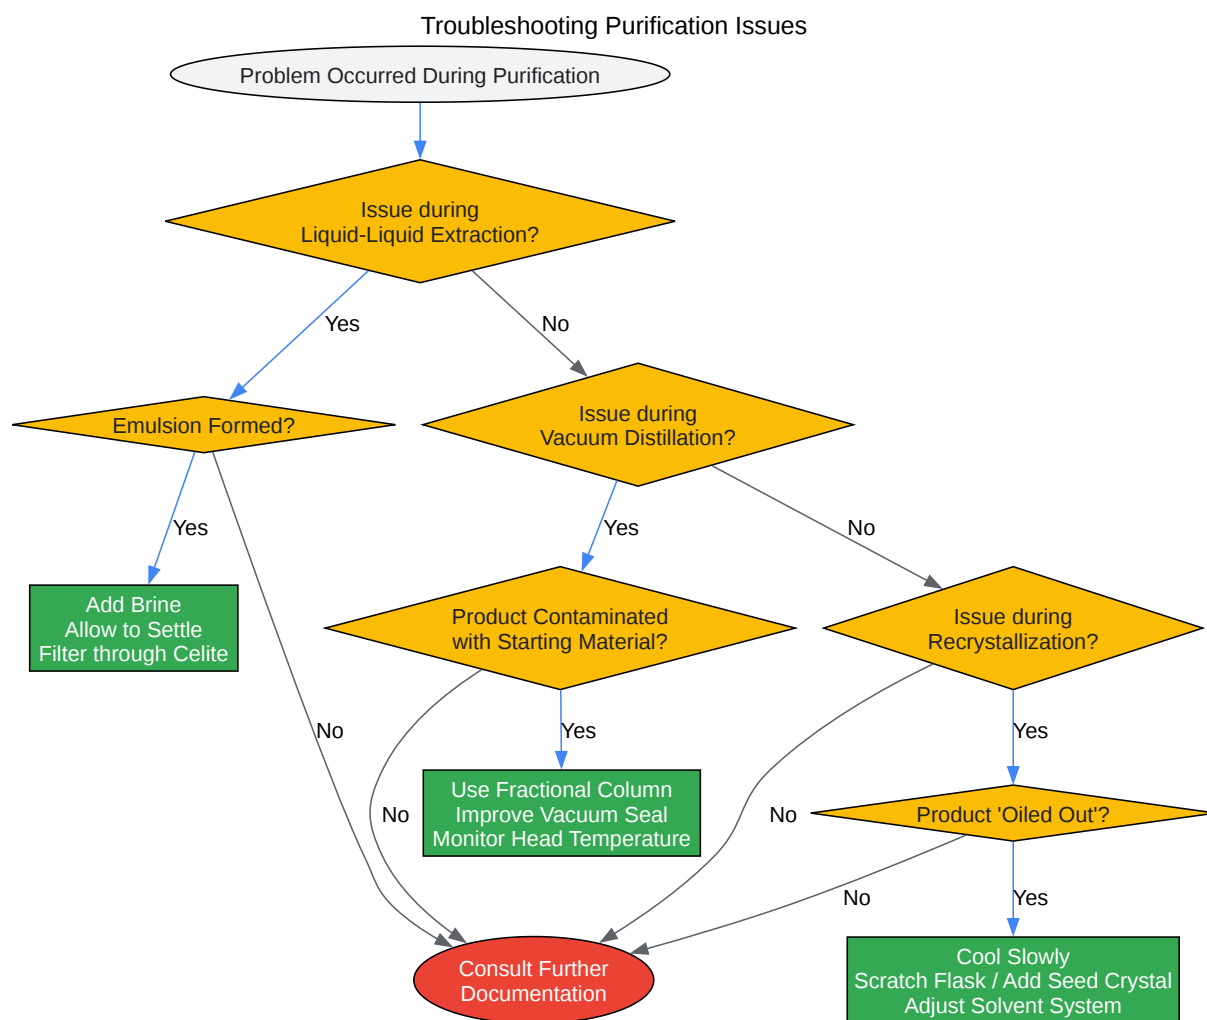 Troubleshooting Purification Issues
Problem Occurred During Purification
Issue during
Liquid-Liquid Extraction?
Yes
No
Emulsion Formed?
Issue during
Vacuum Distillation?
Yes
Yes
No
Add Brine
Allow to Settle
Filter through Celite
Product Contaminated
with Starting Material?
Issue during
Recrystallization?
No
Yes
Yes
Use Fractional Column
Improve Vacuum Seal
Monitor Head Temperature
No
No
Product 'Oiled Out'?
No
Yes
Consult Further
Documentation
Cool Slowly
Scratch Flask / Add Seed Crystal
Adjust Solvent System